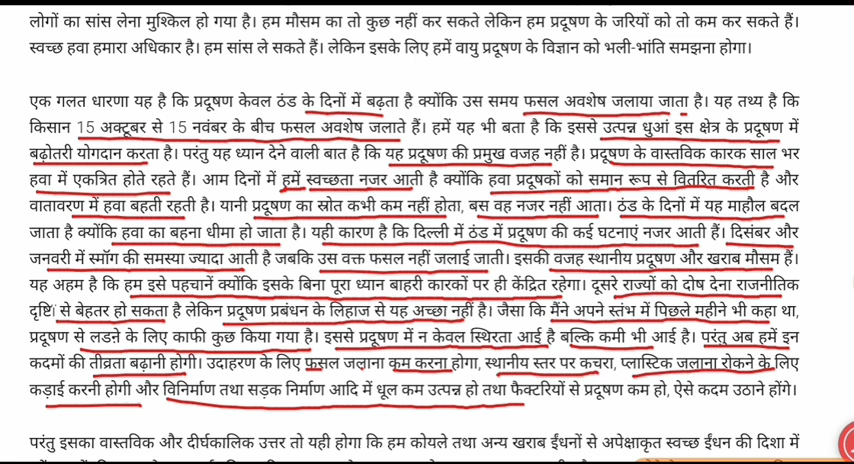 लोगों का सांस लेना मुश्किल हो गया है। हम मौसम का तो कुछ नहीं कर सकते लेकिन हम प्रदूषण के जरियों को तो कम कर सकते हैं।
स्वच्छ हवा हमारा अधिकार है। हम सांस ले सकते हैं। लेकिन इसके लिए हमें वायु प्रदूषण के विज्ञान को भली-भांति समझना होगा।
एक गलत धारणा यह है कि प्रदूषण केवल ठंड के दिनों में बढ़ता है क्योंकि उस समय फसल अवशेष जलाया जाता है। यह तथ्य है कि
किसान 15 अक्टूबर से 15 नवंबर के बीच फसल अवशेष जलाते हैं। हमें यह भी बता है कि इससे उत्पन्न धुआं इस क्षेत्र के प्रदूषण में
बढ़ोतरी योगदान करता है। परंतु यह ध्यान देने वाली बात है कि यह प्रदूषण की प्रमुख वजह नहीं है। प्रदूषण के वास्तविक कारक साल भर
हवा में एकत्रित होते रहते हैं। आम दिनों में हमें स्वच्छता नजर आती है क्योंकि हवा प्रदूषकों को समान रूप से वितरित करती है और
वातावरण में हवा बहती रहती है। यानी प्रदूषण का स्रोत कभी कम नहीं होता, बस वह नजर नहीं आता। ठंड के दिनों में यह माहौल बदल
जाता है क्योंकि हवा का बहना धीमा हो जाता है। यही कारण है कि दिल्ली में ठंड में प्रदूषण की कई घटनाएं नजर आती हैं। दिसंबर और
जनवरी में स्मॉग की समस्या ज्यादा आती है जबकि उस वक्त फसल नहीं जलाई जाती। इसकी वजह स्थानीय प्रदूषण और खराब मौसम हैं।
यह अहम है कि हम इसे पहचानें क्योंकि इसके बिना पूरा ध्यान बाहरी कारकों पर ही केंद्रित रहेगा। दूसरे राज्यों को दोष देना राजनीतिक
दृष्टि से बेहतर हो सकता है लेकिन प्रदूषण प्रबंधन के लिहाज से यह अच्छा नहीं है। जैसा कि मैंने अपने स्तंभ में पिछले महीने भी कहा था,
प्रदूषण से लडऩे के लिए काफी कुछ किया गया है। इससे प्रदूषण में न केवल स्थिरता आई है बल्कि कमी भी आई है। परंतु अब हमें इन
कदमों की तीव्रता बढ़ानी होगी। उदाहरण के लिए फसल जलाना कम करना होगा, स्थानीय स्तर पर कचरा, प्लास्टिक जलाना रोकने के लिए
कड़ाई करनी होगी और विनिर्माण तथा सड़क निर्माण आदि में धूल कम उत्पन्न हो तथा फैक्टरियों से प्रदूषण कम हो, ऐसे कदम उठाने होंगे।
परंतु इसका वास्तविक और दीर्घकालिक उत्तर तो यही होगा कि हम कोयले तथा अन्य खराब ईंधनों से अपेक्षाकृत स्वच्छ ईंधन की दिशा में